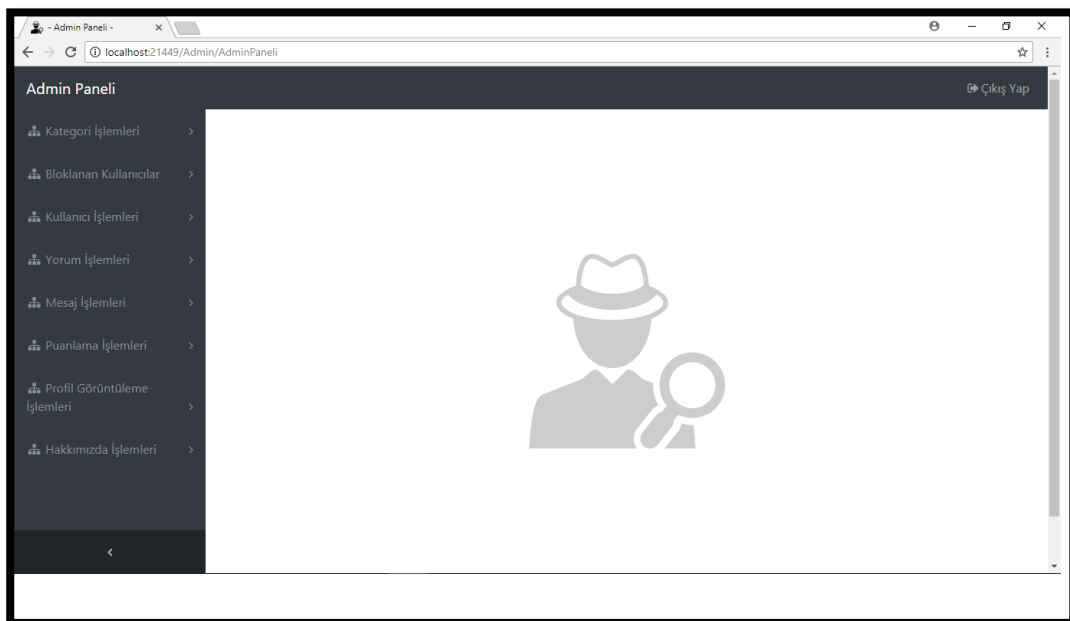 - Admin Paneli -
localhost:21449/Admin/AdminPaneli
Admin Paneli
Çıkış Yap
Kategori İşlemleri
Bloklanan Kullanıcılar
Kullanıcı İşlemleri
Yorum İşlemleri
Mesaj İşlemleri
Puanlama İşlemleri
Profil Görüntüleme
İşlemleri
Hakkımızda İşlemleri